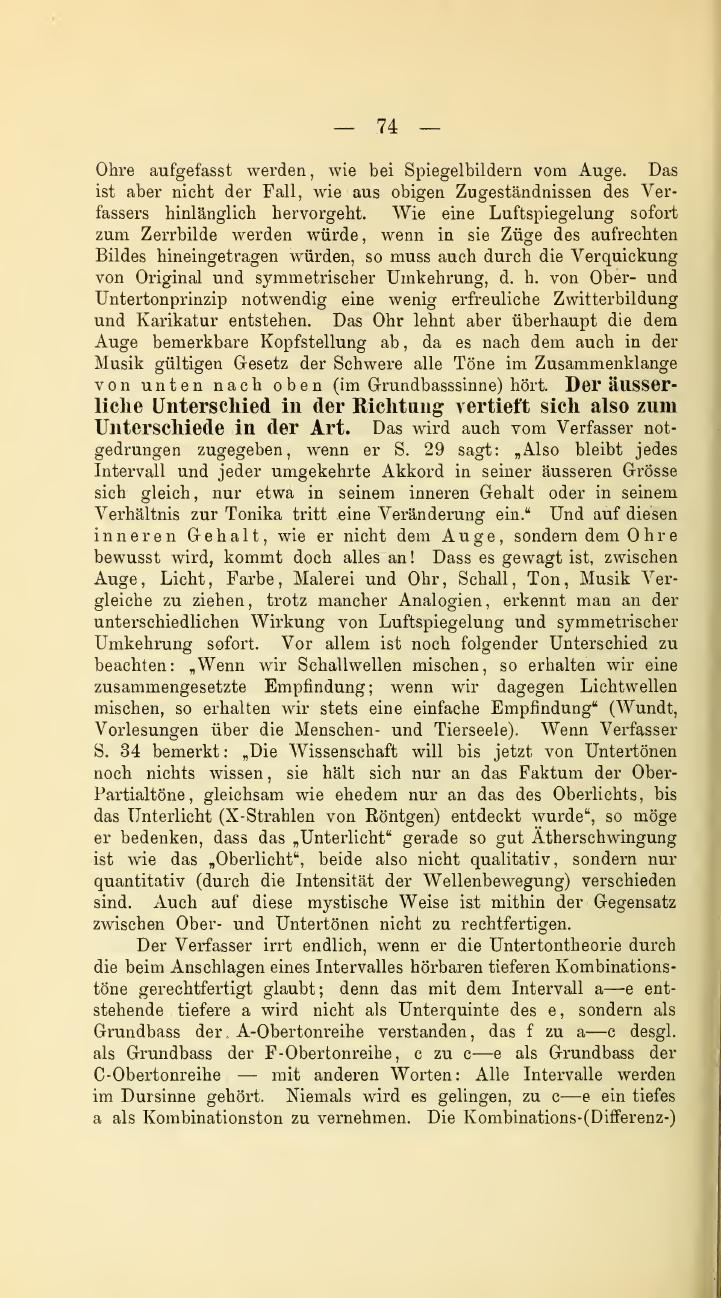 — 74 —
Ohre aufgefasst werden, wie bei Spiegelbildern vom Auge. Das
ist aber nicht der Fall, wie aus obigen Zugeständnissen des Ver-
fassers hinlänglich hervorgeht. Wie eine Luftspiegelung sofort
zum Zerrbilde werden würde, wenn in sie Züge des aufrechten
Bildes hineingetragen würden, so muss auch durch die Verquickung
von Original und symmetrischer Umkehrung, d. h. von Ober- und
Untertonprinzip notwendig eine wenig erfreuliche Zwitterbildung
und Karikatur entstehen. Das Ohr lehnt aber überhaupt die dem
Auge bemerkbare Kopfstellung ab, da es nach dem auch in der
Musik gültigen Gesetz der Schwere alle Töne im Zusammenklange
von unten nach oben (im Grundbasssinne) hört. Der äusser-
liche Unterschied in der Richtung vertieft sich also zum
Unterschiede in der Art. Das wird auch vom Verfasser not-
gedrungen zugegeben, wenn er S. 29 sagt: „Also bleibt jedes
Intervall und jeder umgekehrte Akkord in seiner äusseren Grösse
sich gleich, nur etwa in seinem inneren Gehalt oder in seinem
Verhältnis zur Tonika tritt eine Veränderung ein.“ Und auf diesen
inneren Gehalt, wie er nicht dem Auge, sondern dem Ohre
bewusst wird, kommt doch alles an! Dass es gewagt ist, zwischen
Auge, Licht, Farbe, Malerei und Ohr, Schall, Ton, Musik Ver-
gleiche zu ziehen, trotz mancher Analogien, erkennt man an der
unterschiedlichen Wirkung von Luftspiegelung und symmetrischer
Umkehrung sofort. Vor allem ist noch folgender Unterschied zu
beachten: „Wenn wir Schallwellen mischen, so erhalten wir eine
zusammengesetzte Empfindung; wenn wir dagegen Lichtwellen
mischen, so erhalten wir stets eine einfache Empfindung“ (Wundt,
Vorlesungen über die Menschen- und Tierseele). Wenn Verfasser
S. 34 bemerkt: „Die Wissenschaft will bis jetzt von Untertönen
noch nichts wissen, sie hält sich nur an das Faktum der Ober-
Partialtöne, gleichsam wie ehedem nur an das des Oberlichts, bis
das Unterlicht (X-Strahlen von Röntgen) entdeckt wurde“, so möge
er bedenken, dass das „Unterlicht“ gerade so gut Ätherschwingung
ist wie das „Oberlicht“, beide also nicht qualitativ, sondern nur
quantitativ (durch die Intensität der Wellenbewegung) verschieden
sind. Auch auf diese mystische Weise ist mithin der Gegensatz
zwischen Ober- und Untertönen nicht zu rechtfertigen.
Der Verfasser irrt endlich, wenn er die Untertontheorie durch
die beim Anschlagen eines Intervalles hörbaren tieferen Kombinations-
töne gerechtfertigt glaubt; denn das mit dem Intervall a—e ent-
stehende tiefere a wird nicht als Unterquinte des e, sondern als
Grundbass der A-Obertonreihe verstanden, das f zu a—c desgl.
als Grundbass der F-Obertonreihe, c zu c—e als Grundbass der
C-Obertonreihe — mit anderen Worten: Alle Intervalle werden
im Dursinne gehört. Niemals wird es gelingen, zu c—e ein tiefes
a als Kombinationston zu vernehmen. Die Kombinations-(Differenz-)